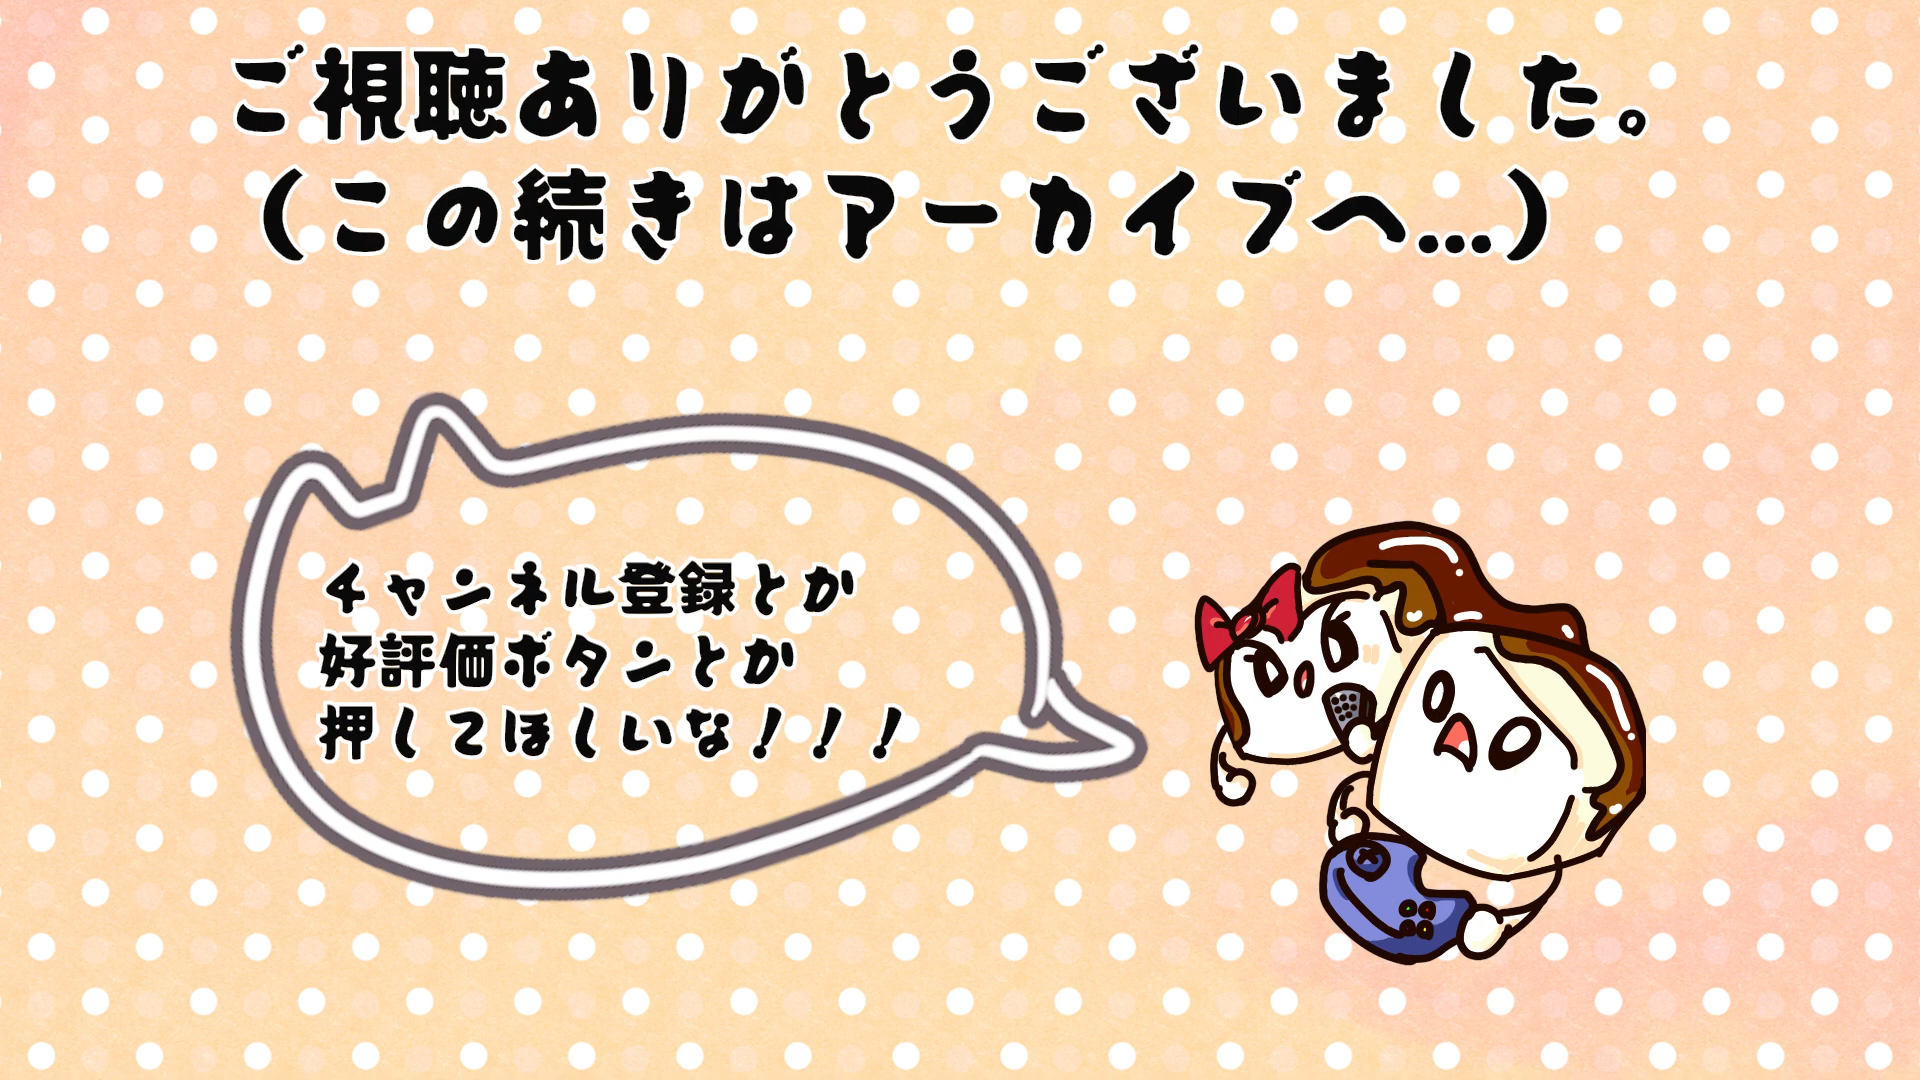 ご視聴ありがとうございました。
(この続きはアーカイブへ...)
チャンネル登録とか
好評価ボタンとか
押してほしいな!!!